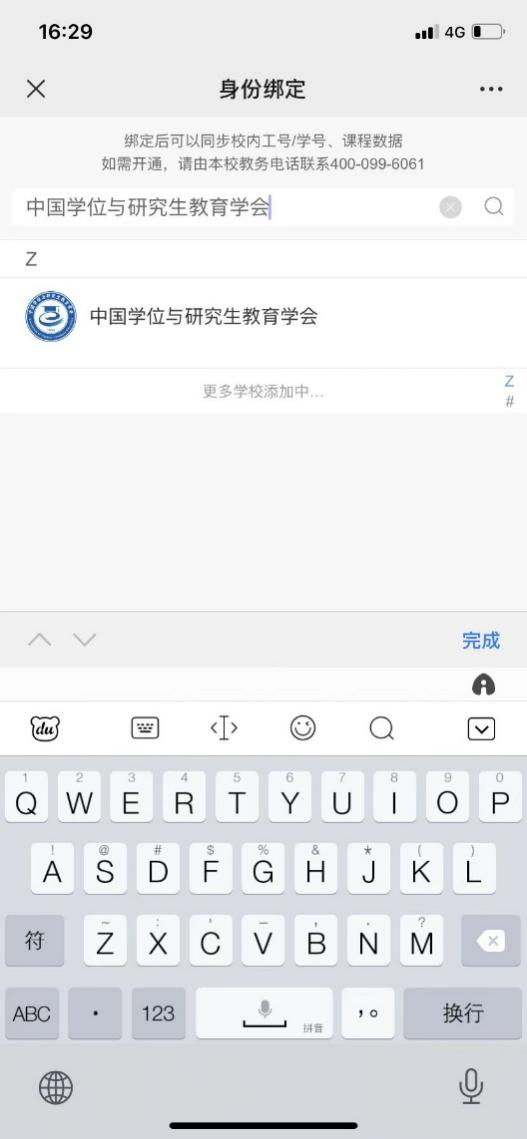 16:29
4G
身份绑定
绑定后可以同步校内工号/学号、课程数据
如需开通，请由本校教务电话联系400-099-6061
中国学位与研究生教育学会
Z
中国学位与研究生教育学会
更多学校添加中...
Z
#
完成
du
1 2 3 4 5 6 7 8 9 0
Q W E R T Y U I O P
! @ # $ % & * ( )
A S D F G H J K L
~ : ' _ , . ?
符 Z X C V B N M
ABC · 123 拼音 ，。 换行